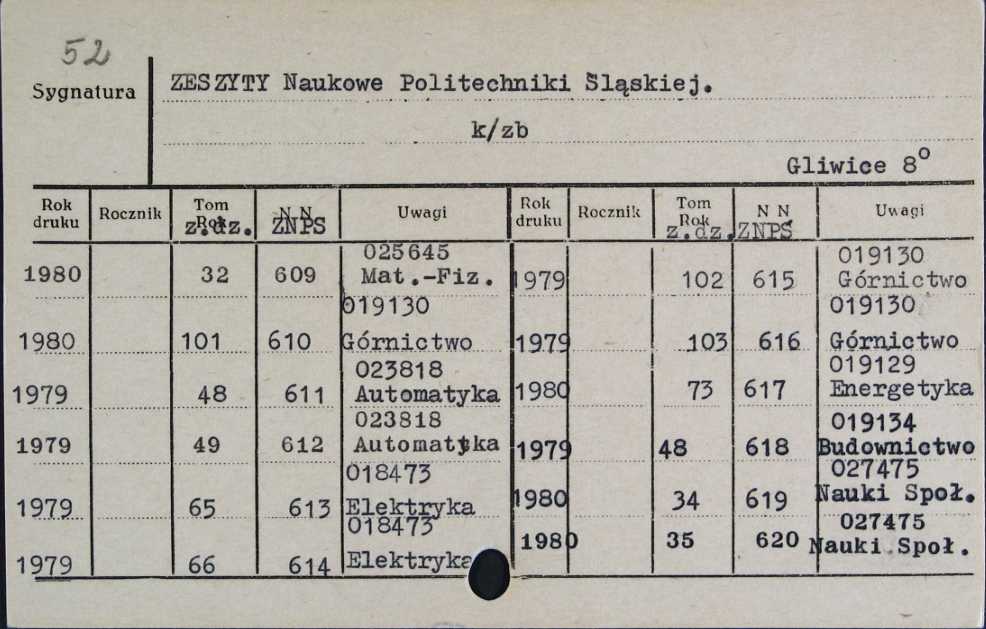 52
Sygnatura ZESZYTY Naukowe Politechniki Śląskiej.
k/zb
Gliwice 8°
Rok druku Rocznik Tom Rok z.dz. N N ZNPS Uwagi Rok druku Rocznik Tom Rok z.dz. N N ZNPS Uwagi
025645 019130
1980 32 609 Mat.-Fiz. 1979 102 615 Górnictwo
019130 019130
1980 101 610 Górnictwo 1979 103 616 Górnictwo
023818 019129
1979 48 611 Automatyka 1980 73 617 Energetyka
023818 019134
1979 49 612 Automatyka 1979 48 618 Budownictwo
018473 027475
1979 65 613 Elektryka 1980 34 619 Nauki Społ.
018473 027475
1979 66 614 Elektryka 1980 35 620 Nauki Społ.